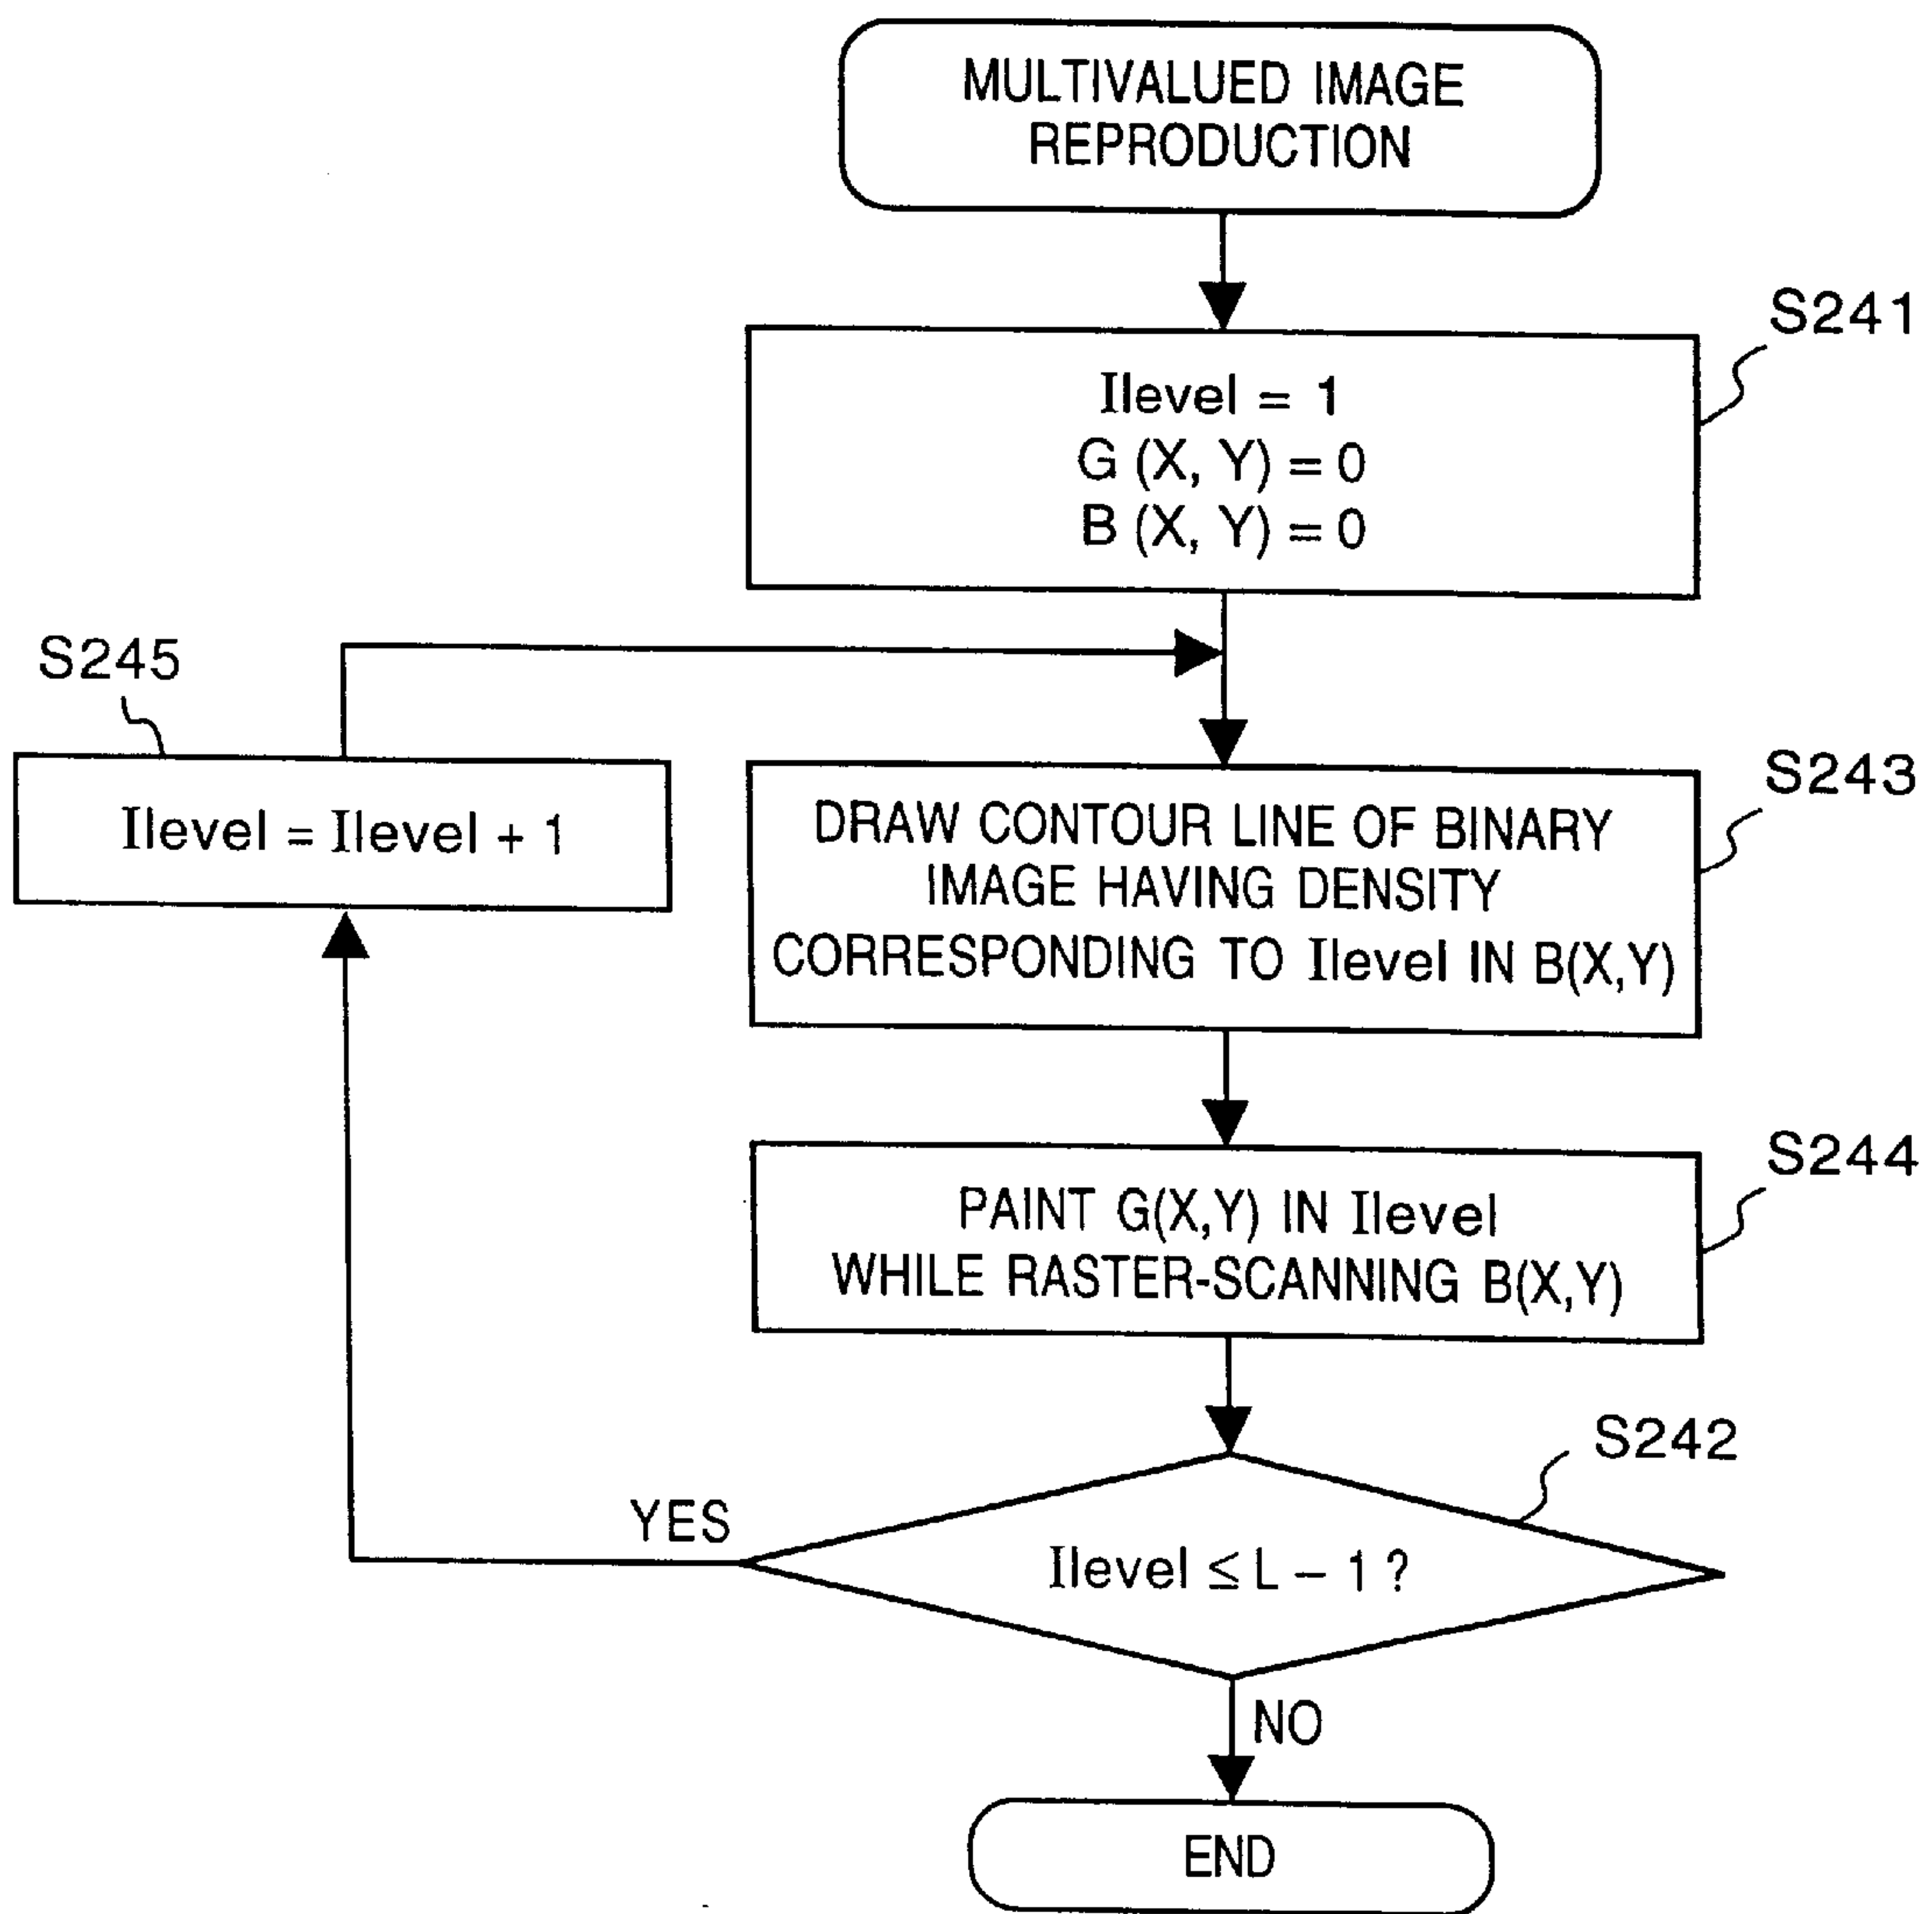 MULTIVALUED IMAGE
REPRODUCTION
S241
Ilevel = 1
G (X, Y) = 0
B (X, Y) = 0
S245
Ilevel = Ilevel + 1
S243
DRAW CONTOUR LINE OF BINARY
IMAGE HAVING DENSITY
CORRESPONDING TO Ilevel IN B(X,Y)
S244
PAINT G(X,Y) IN Ilevel
WHILE RASTER-SCANNING B(X,Y)
S242
YES
Ilevel ≤ L – 1 ?
NO
END